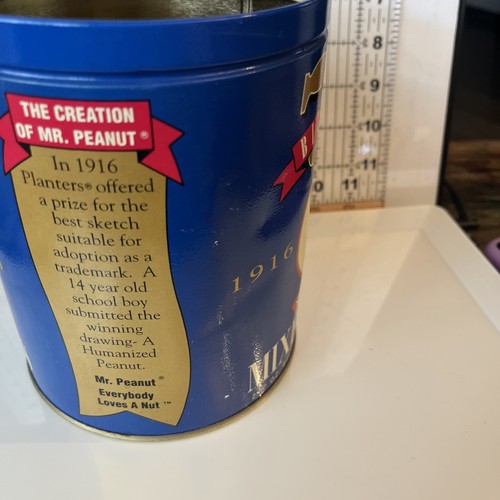 THE CREATION
OF MR. PEANUT®
In 1916
Planters® offered
a prize for the
best sketch
suitable for
adoption as a
trademark. A
14 year old
school boy
submitted the
winning
drawing- A
Humanized
Peanut.
Mr. Peanut®
Everybody
Loves A Nut™
1916
MIX
8
9
10
11
11